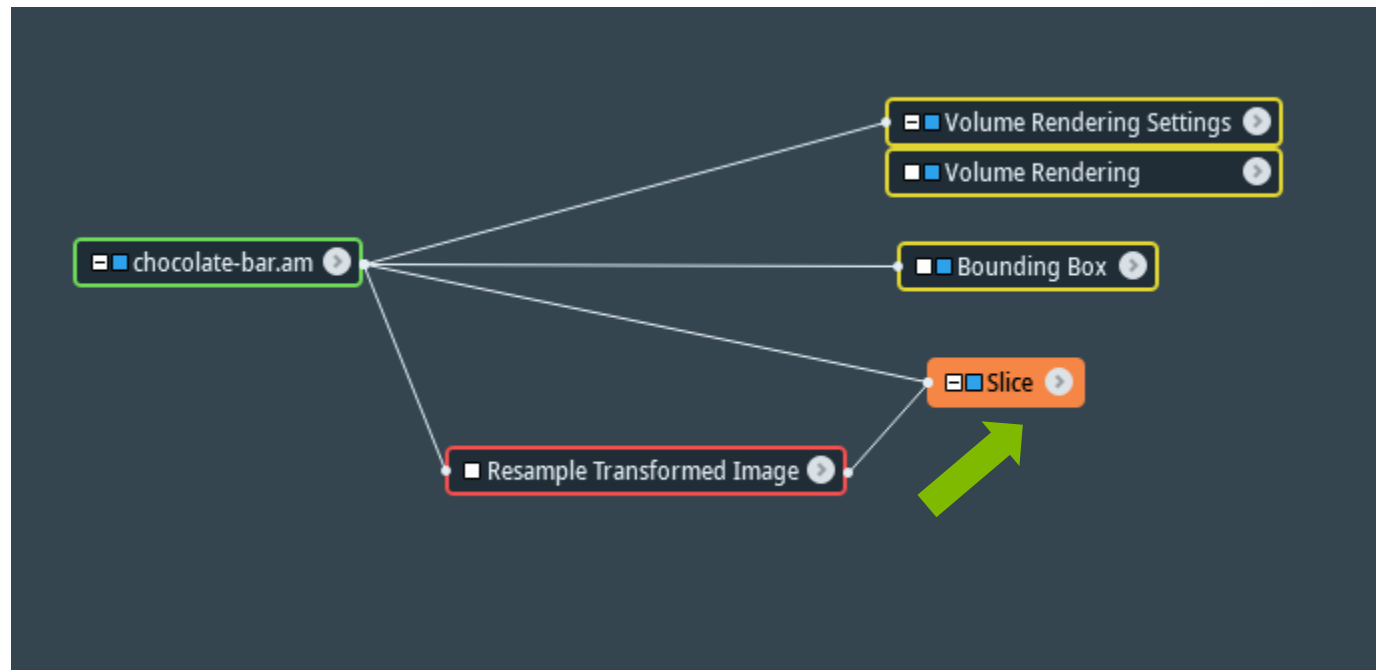 Volume Rendering Settings
Volume Rendering
chocolate-bar.am
Bounding Box
Slice
Resample Transformed Image